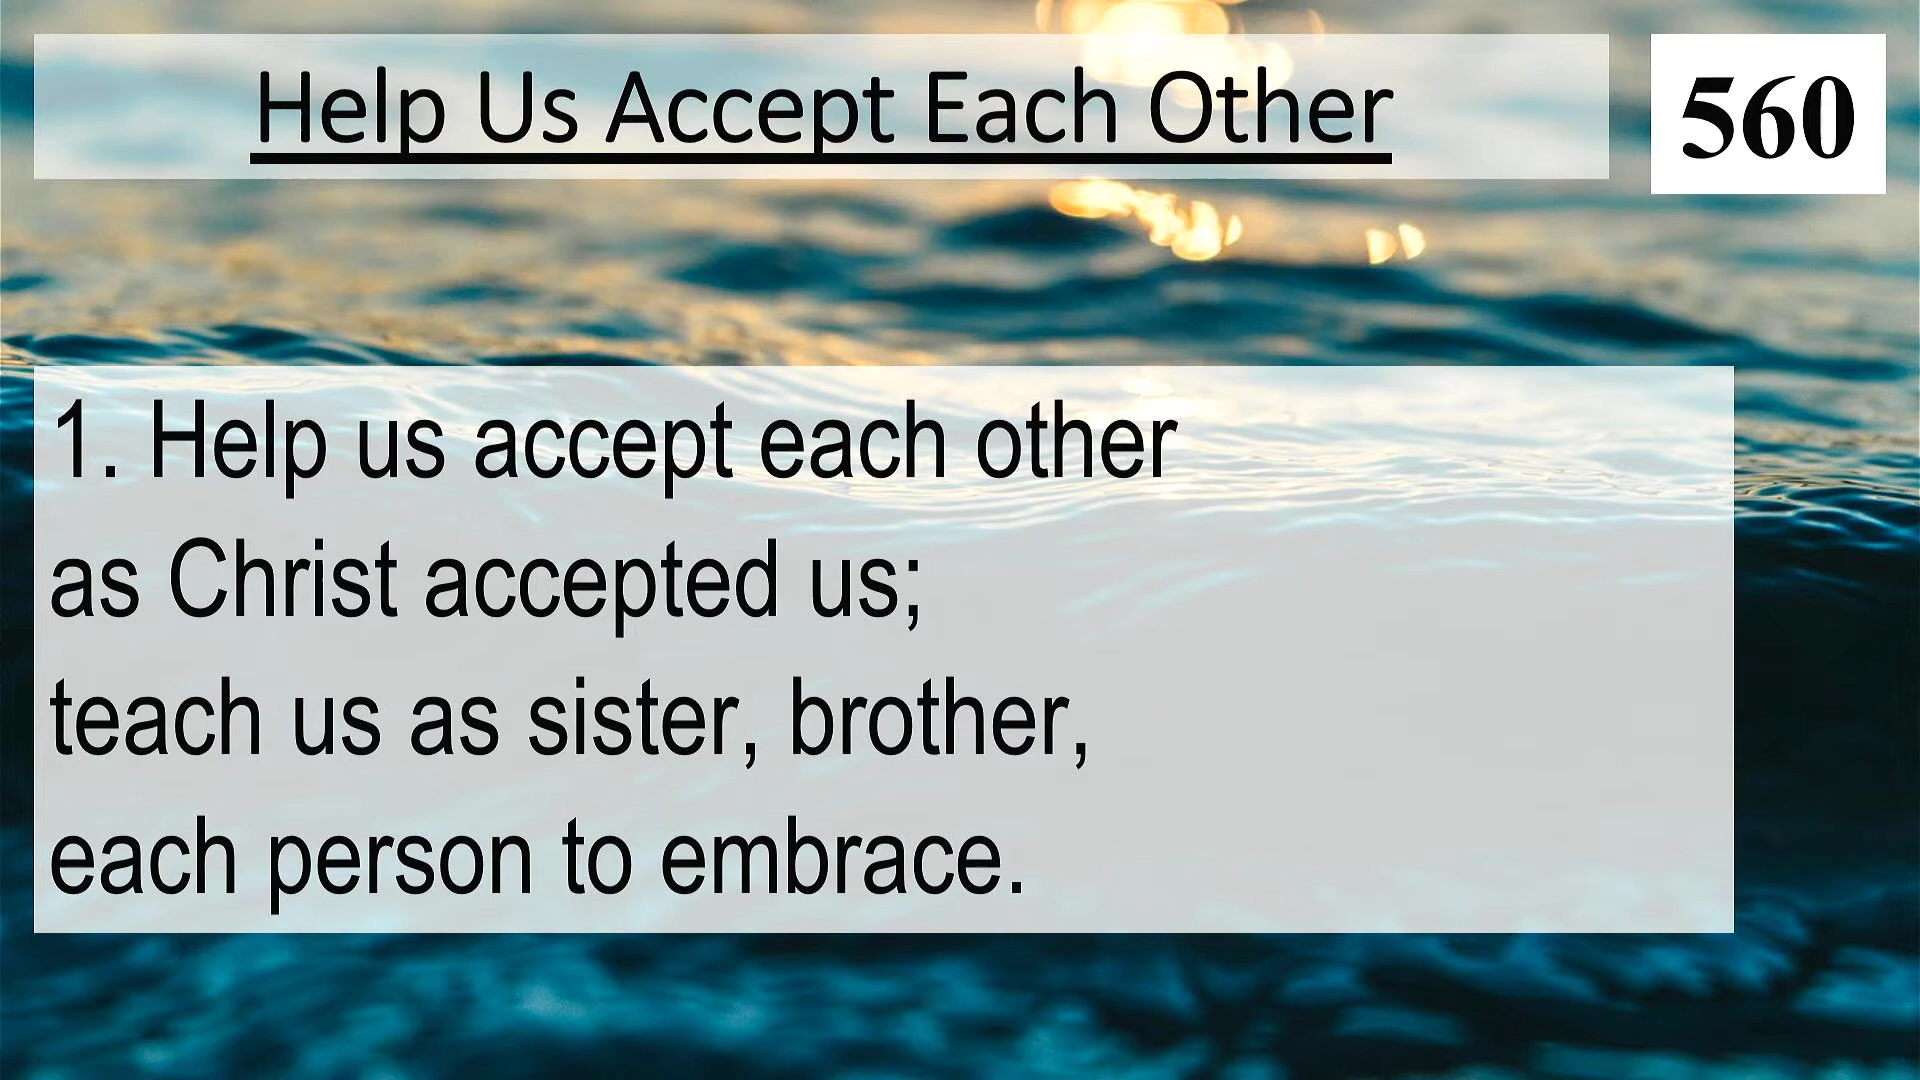 Help Us Accept Each Other
560
1. Help us accept each other
as Christ accepted us;
teach us as sister, brother,
each person to embrace.